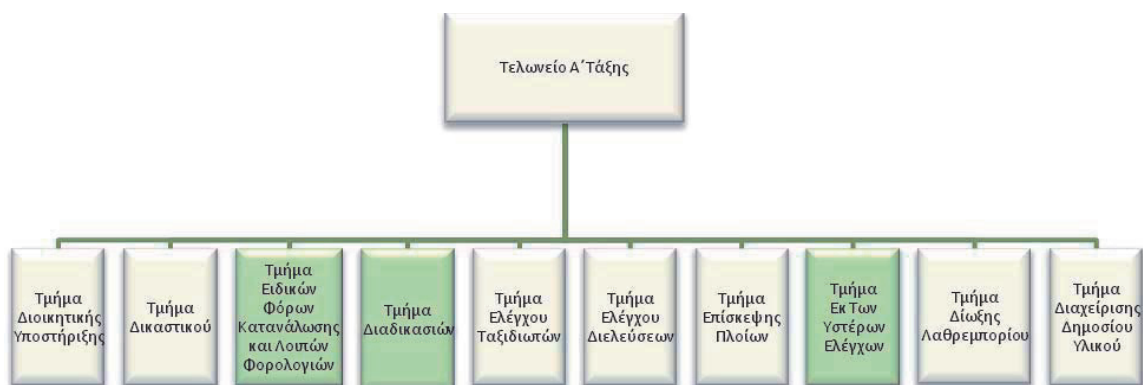 Τελωνείο Α΄Τάξης
Τμήμα
Διοικητικής
Υποστήριξης
Τμήμα
Δικαστικού
Τμήμα
Ειδικών
Φόρων
Κατανάλωσης
και Λοιπών
Φορολογιών
Τμήμα
Διαδικασιών
Τμήμα
Ελέγχου
Ταξιδιωτών
Τμήμα
Ελέγχου
Διελεύσεων
Τμήμα
Επίσκεψης
Πλοίων
Τμήμα
Εκ Των
Υστέρων
Ελέγχων
Τμήμα
Δίωξης
Λαθρεμπορίου
Τμήμα
Διαχείρισης
Δημοσίου
Υλικού